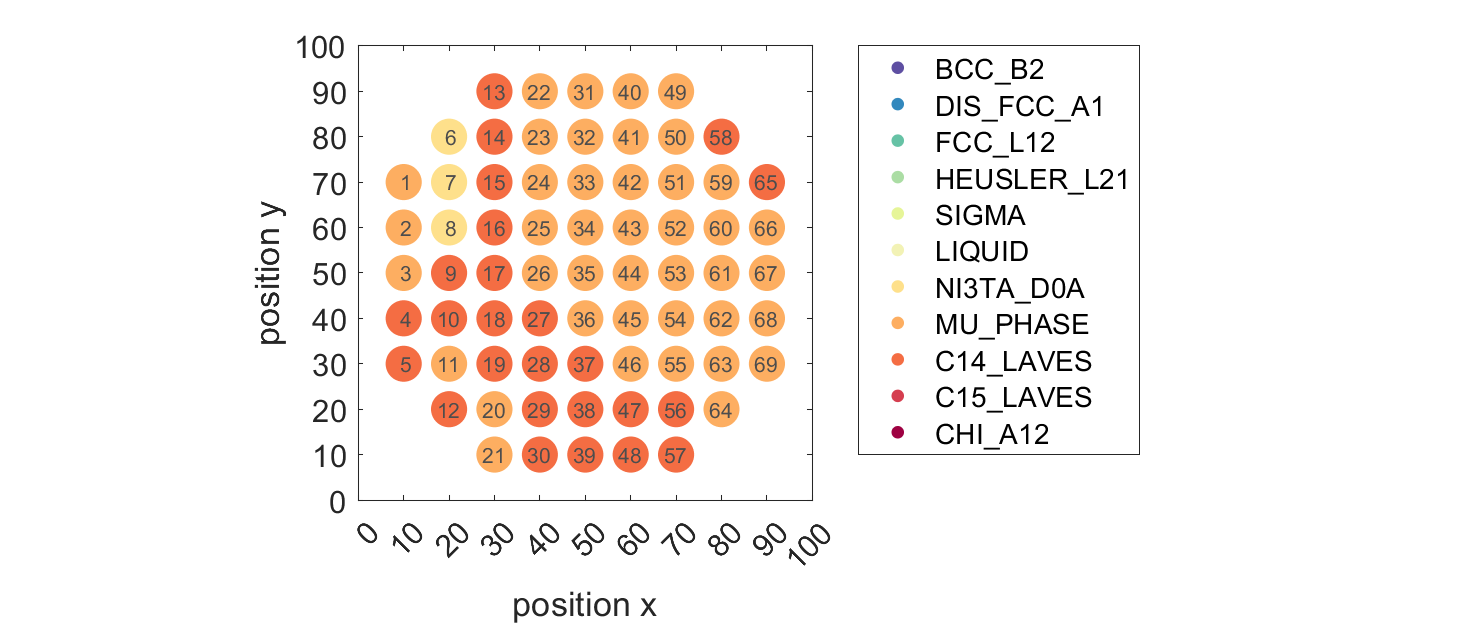 100
90 13 22 31 40 49
80 6 14 23 32 41 50 58
70 1 7 15 24 33 42 51 59 65
60 2 8 16 25 34 43 52 60 66
50 3 9 17 26 35 44 53 61 67
40 4 10 18 27 36 45 54 62 68
30 5 11 19 28 37 46 55 63 69
20 12 20 29 38 47 56 64
10 21 30 39 48 57
0
0 10 20 30 40 50 60 70 80 90 100
position x
position y
BCC_B2
DIS_FCC_A1
FCC_L12
HEUSLER_L21
SIGMA
LIQUID
NI3TA_D0A
MU_PHASE
C14_LAVES
C15_LAVES
CHI_A12